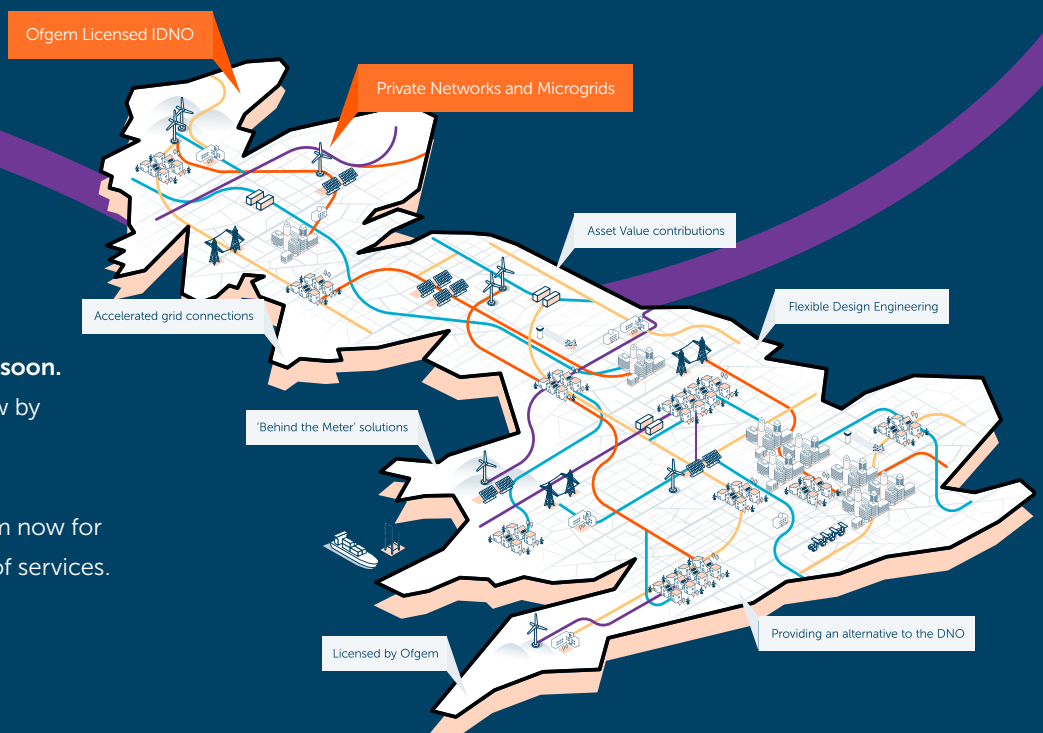 Ofgem Licensed IDNO
Private Networks and Microgrids
Asset Value contributions
Flexible Design Engineering
Accelerated grid connections
soon.
by
'Behind the Meter' solutions
now for
of services.
Providing an alternative to the DNO
Licensed by Ofgem